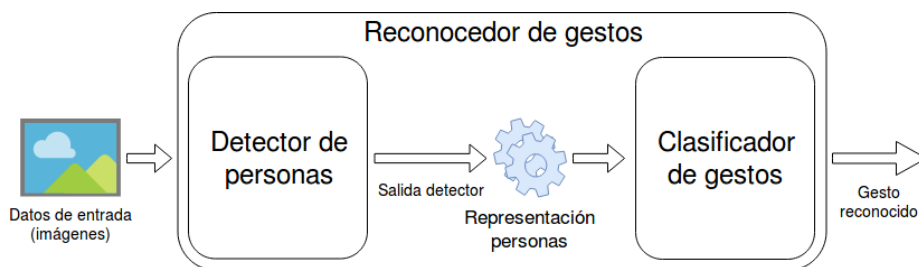 Reconocedor de gestos
Datos de entrada
(imágenes)
Detector de
personas
Salida detector
Representación
personas
Clasificador
de gestos
Gesto
reconocido